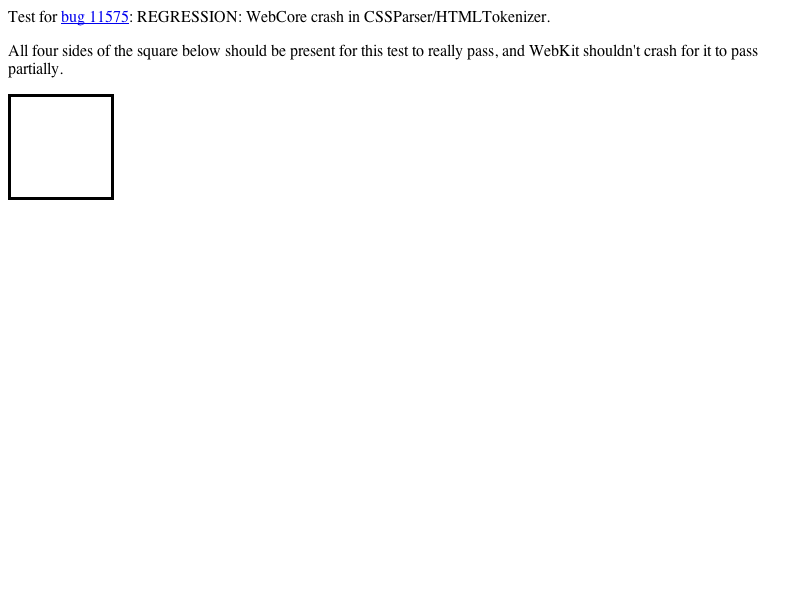 Test for bug 11575: REGRESSION: WebCore crash in CSSParser/HTMLTokenizer.
All four sides of the square below should be present for this test to really pass, and WebKit shouldn't crash for it to pass
partially.